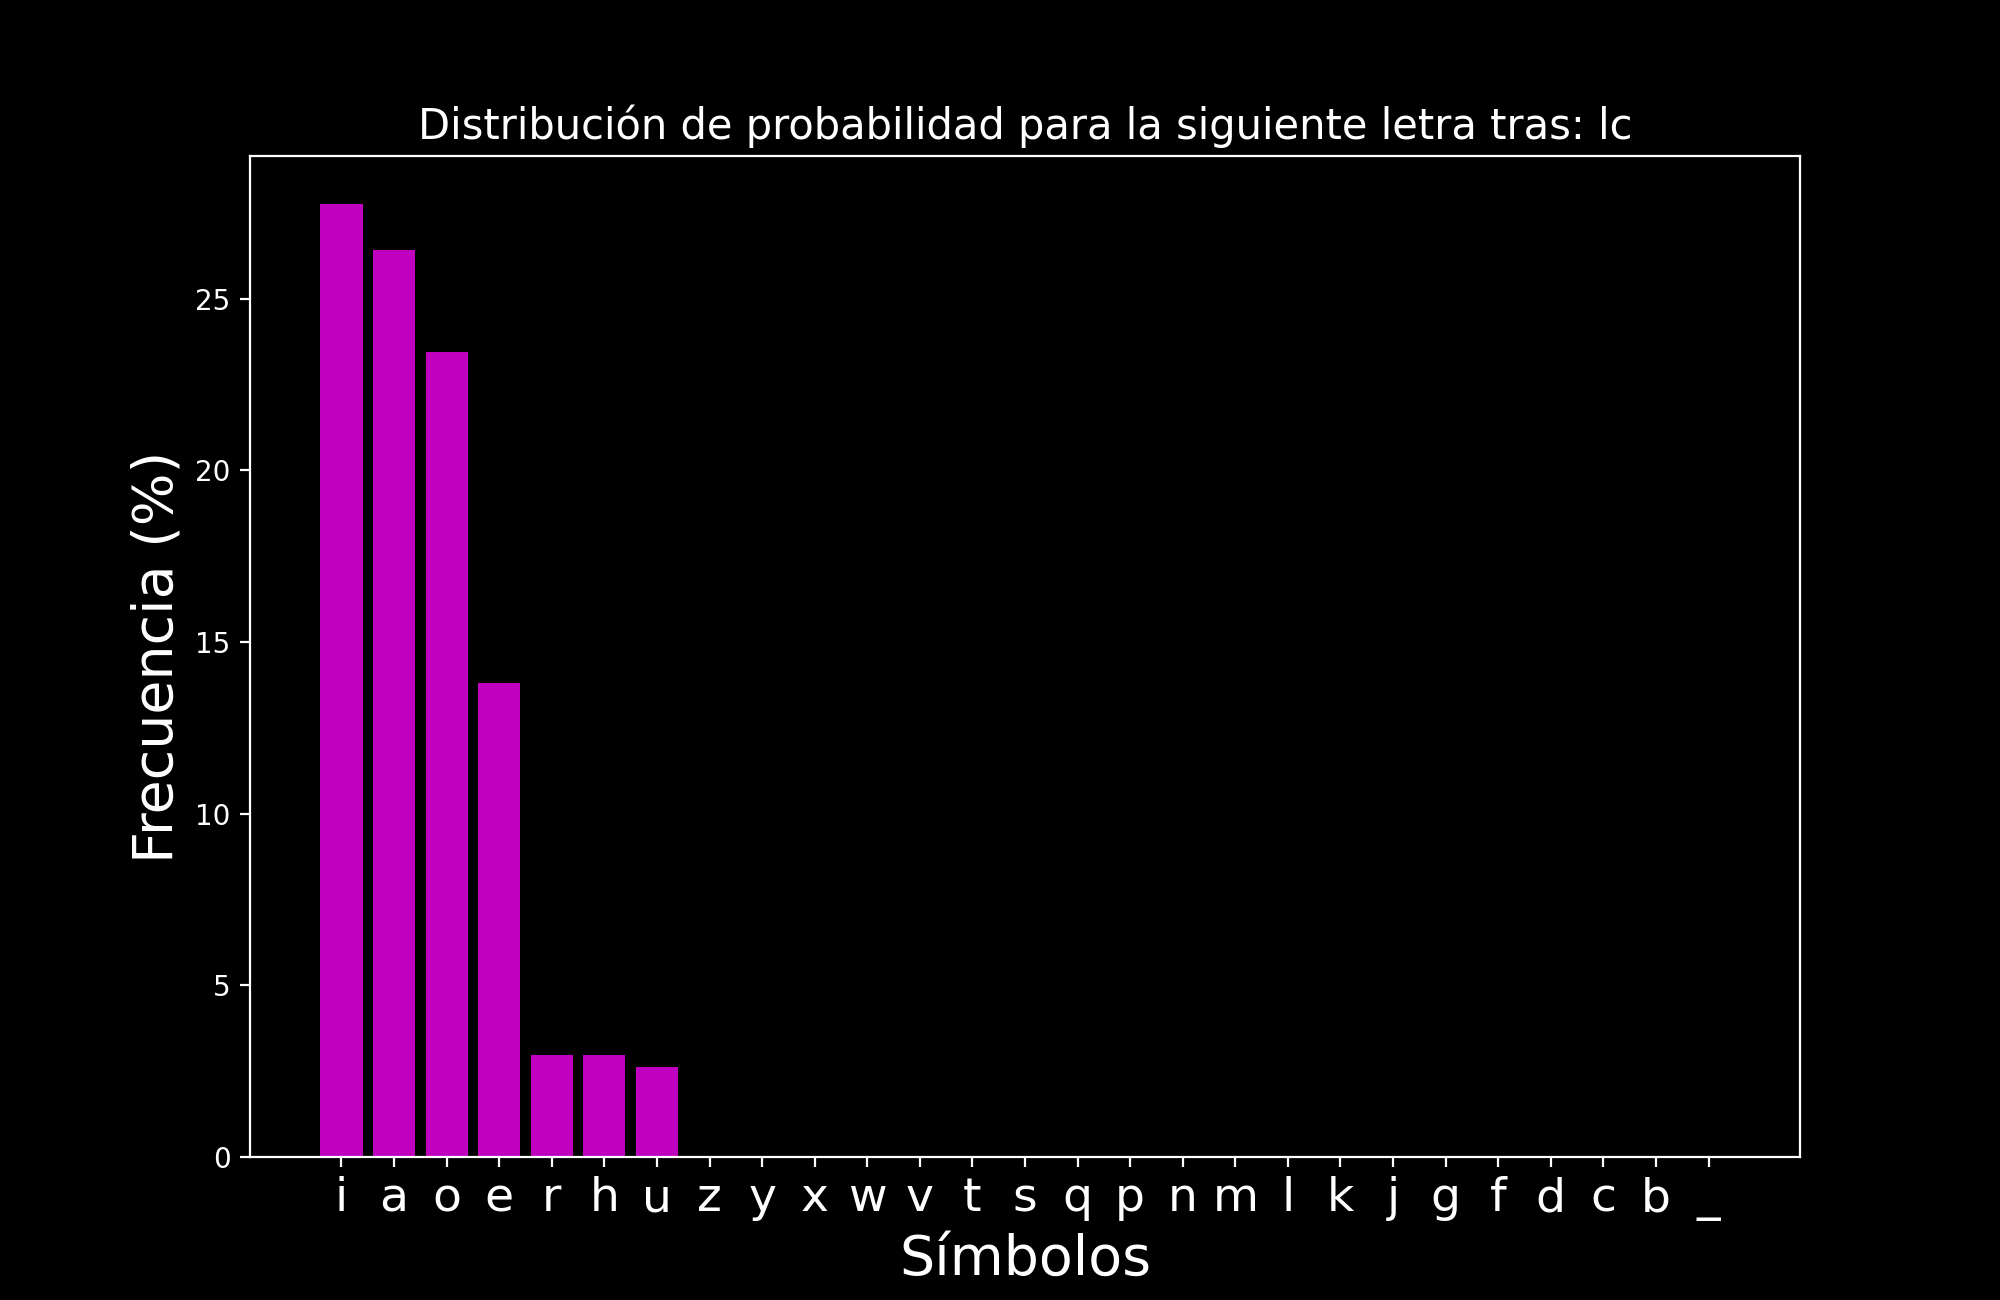 Distribución de probabilidad para la siguiente letra tras: lc
25
20
15
10
5
0
Frecuencia (%)
i a o e r h u z y x w v t s q p n m l k j g f d c b _
Símbolos